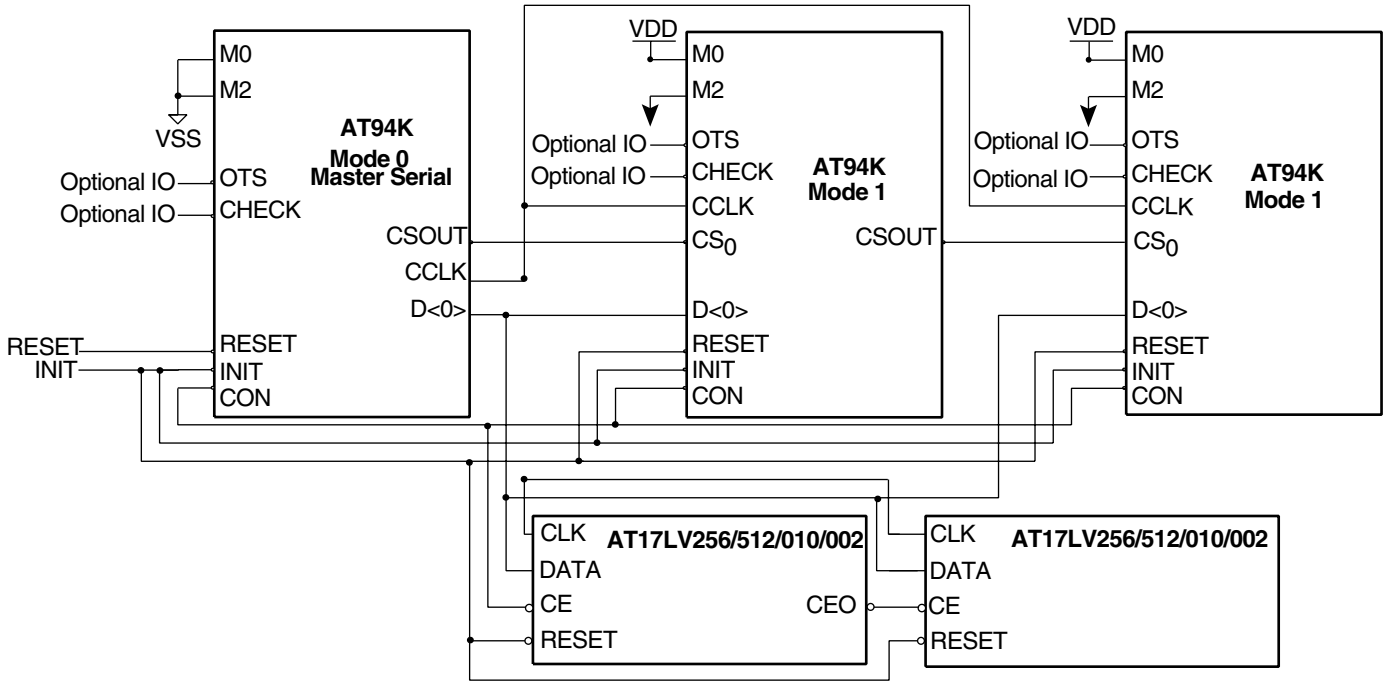 M0
M2
VSS
AT94K
Mode 0
Master Serial
Optional IO
OTS
Optional IO
CHECK
CSOUT
CCLK
D<0>
RESET
RESET
INIT
INIT
CON
VDD
M0
M2
Optional IO
OTS
Optional IO
CHECK
CCLK
CS0
AT94K
Mode 1
CSOUT
D<0>
RESET
INIT
CON
VDD
M0
M2
Optional IO
OTS
Optional IO
CHECK
CCLK
CS0
AT94K
Mode 1
D<0>
RESET
INIT
CON
CLK
AT17LV256/512/010/002
DATA
CE
CEO
RESET
CLK
AT17LV256/512/010/002
DATA
CE
RESET